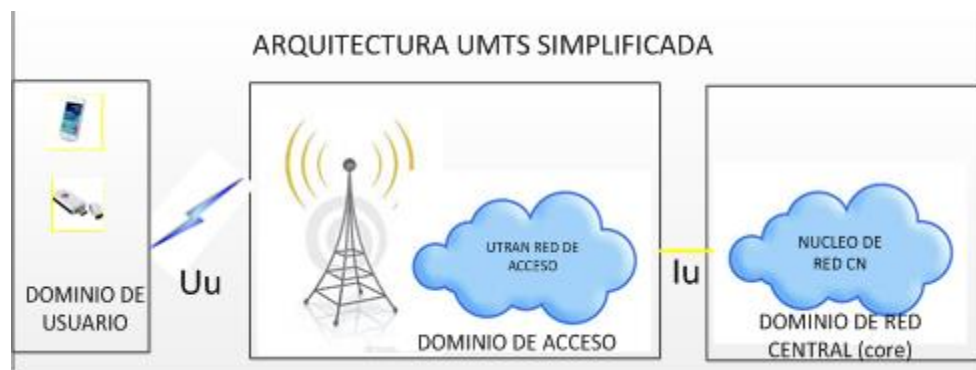 ARQUITECTURA UMTS SIMPLIFICADA
DOMINIO DE
USUARIO
Uu
UTRAN RED DE
ACCESO
DOMINIO DE ACCESO
Iu
NUCLEO DE
RED CN
DOMINIO DE RED
CENTRAL (core)